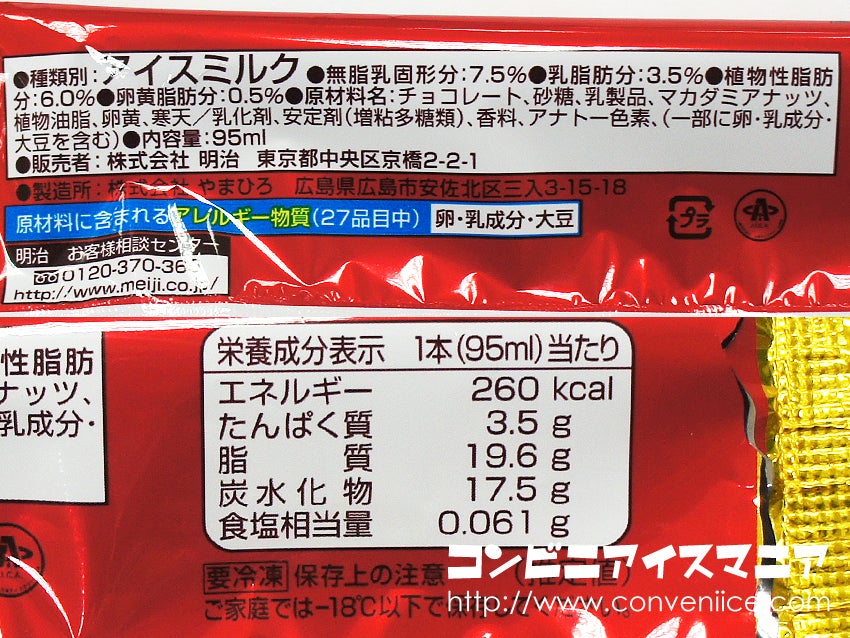 ●種類別:アイスミルク ●無脂乳固形分:7.5%●乳脂肪分:3.5%●植物性脂肪
分:6.0%●卵黄脂肪分:0.5%●原材料名:チョコレート、砂糖、乳製品、マカダミアナッツ、
植物油脂、卵黄、寒天／乳化剤、安定剤(増粘多糖類)、香料、アナトー色素、(一部に卵・乳成分・
大豆を含む)●内容量:95ml
●販売者:株式会社 明治 東京都中央区京橋2-2-1
●製造所:株式会社 やまひろ 広島県広島市安佐北区三入3-15-18
原材料に含まれるアレルギー物質(27品目中) 卵・乳成分・大豆
プラ
明治 お客様相談センター
0120-370-36
http://www.meiji.co.jp/
性脂肪
ナッツ、
乳成分・
栄養成分表示 1本(95ml)当たり
エネルギー 260 kcal
たんぱく質 3.5 g
脂質 19.6 g
炭水化物 17.5 g
食塩相当量 0.061 g
(推定値)
要冷凍 保存上の注意
ご家庭では-18℃以下で保存してください。
コンビニアイスマニア
http://www.conveniice.com